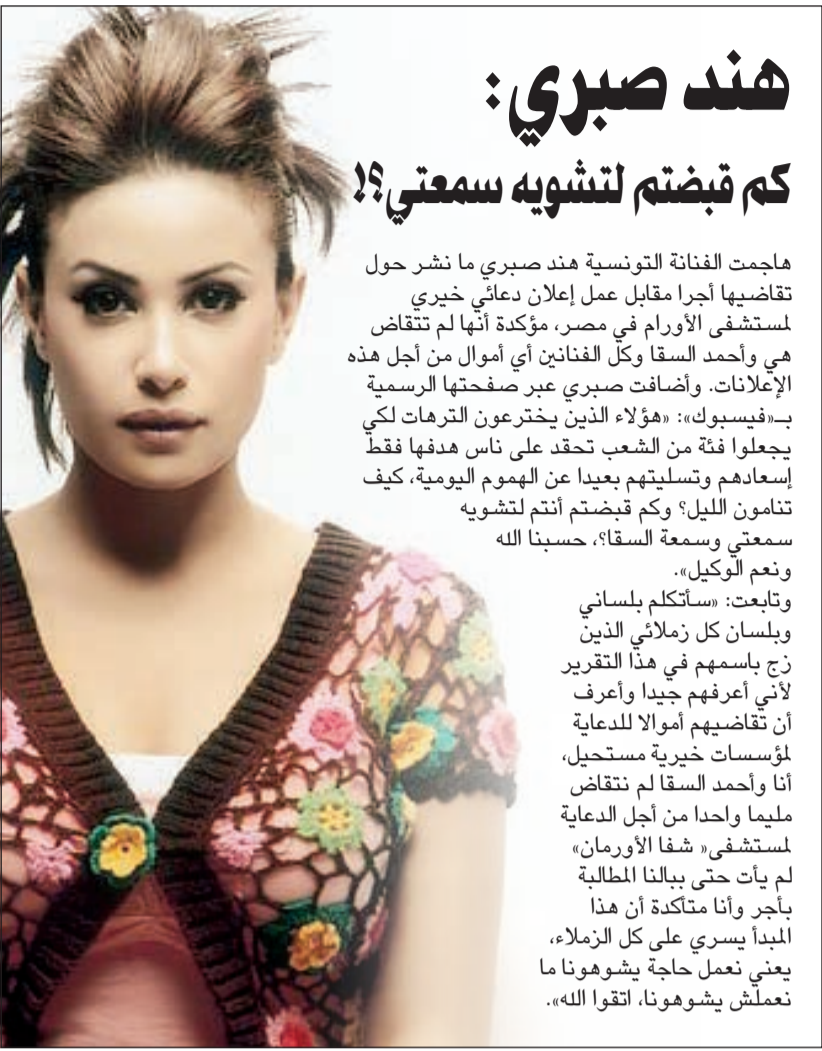 هند صبري:
كم قبضتم لتشويه سمعتي؟!
هاجمت الفنانة التونسية هند صبري ما نشر حول
تقاضيها أجرا مقابل عمل إعلان دعائي خيري
لمستشفى الأورام في مصر، مؤكدة أنها لم تتقاض
هي وأحمد السقا وكل الفنانين أي أموال من أجل هذه
الإعلانات. وأضافت صبري عبر صفحتها الرسمية
بـ«فيسبوك»: «هؤلاء الذين يخترعون الترهات لكي
يجعلوا فئة من الشعب تحقد على ناس هدفها فقط
إسعادهم وتسليتهم بعيدا عن الهموم اليومية، كيف
تنامون الليل؟ وكم قبضتم أنتم لتشويه
سمعتي وسمعة السقا؟، حسبنا الله
ونعم الوكيل».
وتابعت: «سأتكلم بلساني
وبلسان كل زملائي الذين
زج باسمهم في هذا التقرير
لأني أعرفهم جيدا وأعرف
أن تقاضيهم أموالا للدعاية
لمؤسسات خيرية مستحيل،
أنا وأحمد السقا لم نتقاض
مليما واحدا من أجل الدعاية
لمستشفى« شفا الأورمان»
لم يأت حتى ببالنا المطالبة
بأجر وأنا متأكدة أن هذا
المبدأ يسري على كل الزملاء،
يعني نعمل حاجة يشوهونا ما
نعملش يشوهونا، اتقوا الله».